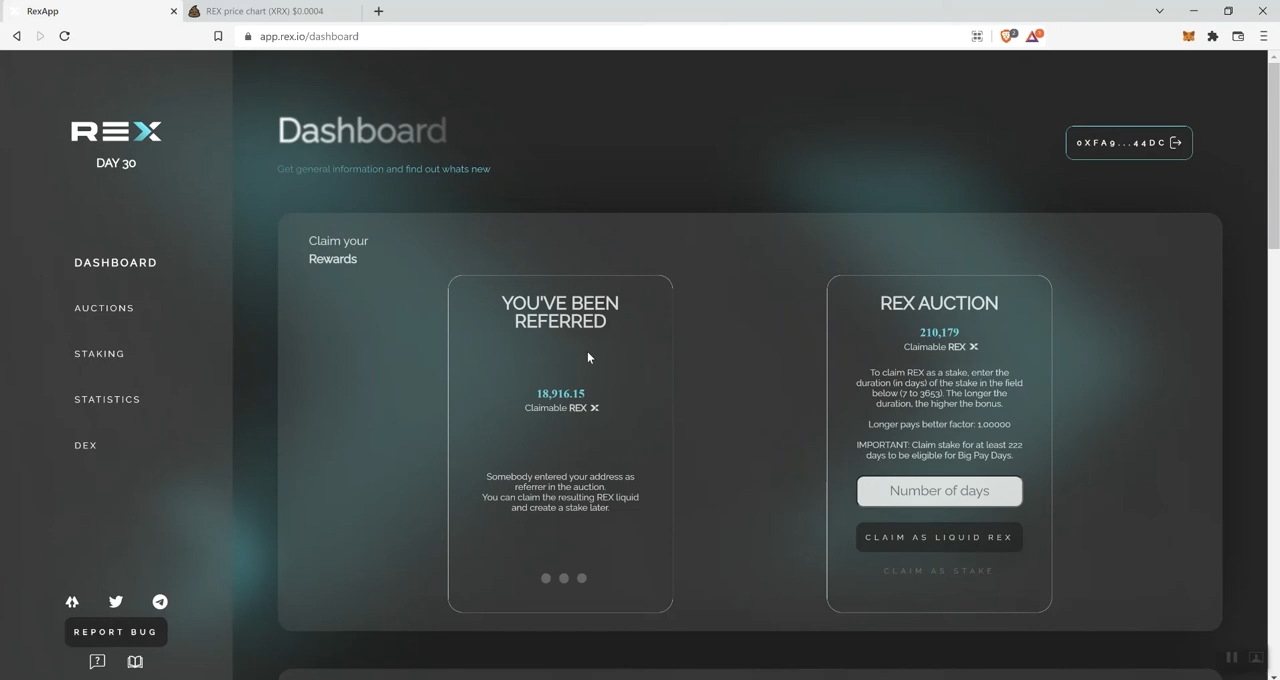 RexApp
REX price chart (XRX) $0.0004
app.rex.io/dashboard
REX
DAY 30
DASHBOARD
AUCTIONS
STAKING
STATISTICS
DEX
REPORT BUG
Dashboard
Get general information and find out whats new
0XFA9...44DC
Claim your
Rewards
YOU'VE BEEN
REFERRED
18,916.15
Claimable REX
Somebody entered your address as
referrer in the auction.
You can claim the resulting REX liquid
and create a stake later.
REX AUCTION
210,179
Claimable REX
To claim REX as a stake, enter the
duration (in days) of the stake in the field
below (7 to 3653). The longer the
duration, the higher the bonus.
Longer pays better factor: 1.00000
IMPORTANT: Claim stake for at least 222
days to be eligible for Big Pay Days.
Number of days
CLAIM AS LIQUID REX
CLAIM AS STAKE